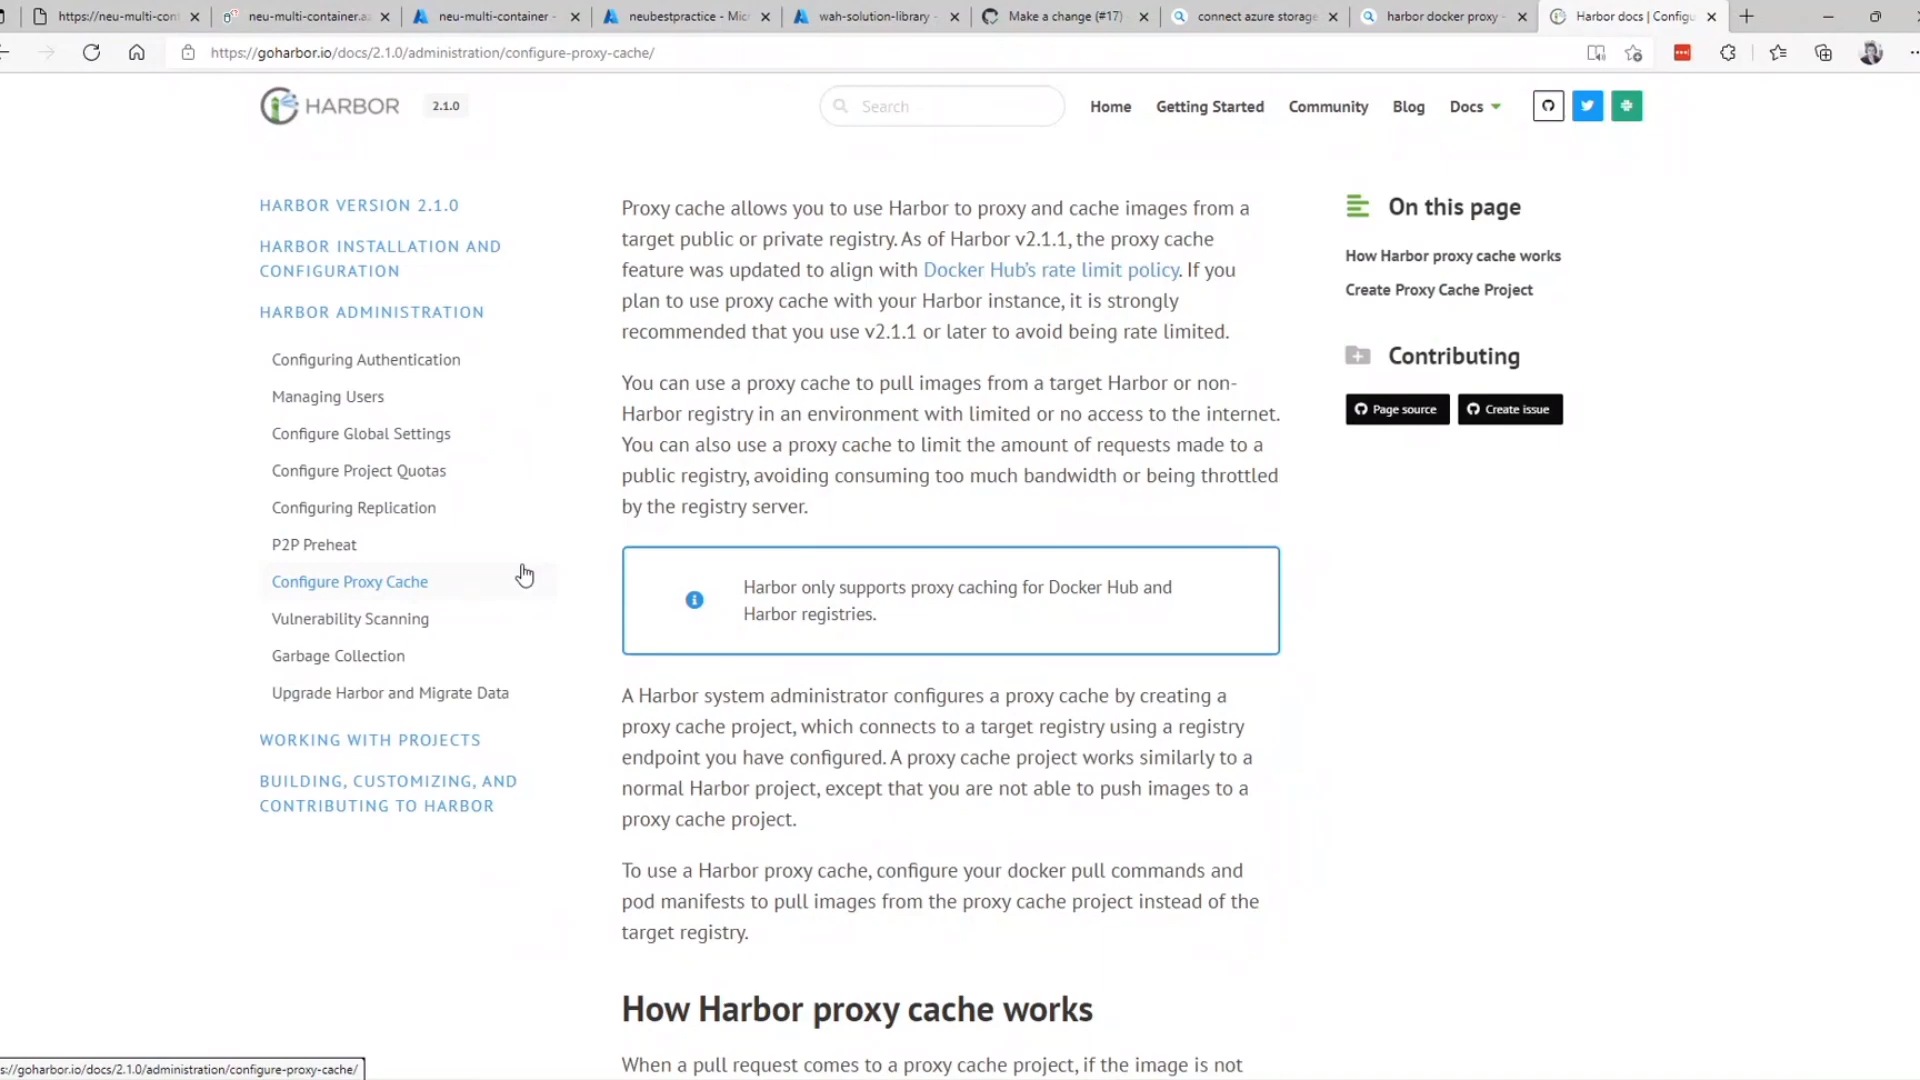 https://neu-multi-cont
neu-multi-container.a
neu-multi-container -
neubestpractice - Mic
wah-solution-library -
Make a change (#17)
connect azure storage
harbor docker proxy -
Harbor docs | Configu
https://goharbor.io/docs/2.1.0/administration/configure-proxy-cache/
HARBOR
2.1.0
Search
Home
Getting Started
Community
Blog
Docs
HARBOR VERSION 2.1.0
HARBOR INSTALLATION AND
CONFIGURATION
HARBOR ADMINISTRATION
Configuring Authentication
Managing Users
Configure Global Settings
Configure Project Quotas
Configuring Replication
P2P Preheat
Configure Proxy Cache
Vulnerability Scanning
Garbage Collection
Upgrade Harbor and Migrate Data
WORKING WITH PROJECTS
BUILDING, CUSTOMIZING, AND
CONTRIBUTING TO HARBOR
Proxy cache allows you to use Harbor to proxy and cache images from a
target public or private registry. As of Harbor v2.1.1, the proxy cache
feature was updated to align with Docker Hub's rate limit policy. If you
plan to use proxy cache with your Harbor instance, it is strongly
recommended that you use v2.1.1 or later to avoid being rate limited.
You can use a proxy cache to pull images from a target Harbor or non-
Harbor registry in an environment with limited or no access to the internet.
You can also use a proxy cache to limit the amount of requests made to a
public registry, avoiding consuming too much bandwidth or being throttled
by the registry server.
Harbor only supports proxy caching for Docker Hub and
Harbor registries.
A Harbor system administrator configures a proxy cache by creating a
proxy cache project, which connects to a target registry using a registry
endpoint you have configured. A proxy cache project works similarly to a
normal Harbor project, except that you are not able to push images to a
proxy cache project.
To use a Harbor proxy cache, configure your docker pull commands and
pod manifests to pull images from the proxy cache project instead of the
target registry.
How Harbor proxy cache works
When a pull request comes to a proxy cache project, if the image is not
On this page
How Harbor proxy cache works
Create Proxy Cache Project
Contributing
Page source
Create issue
s://goharbor.io/docs/2.1.0/administration/configure-proxy-cache/